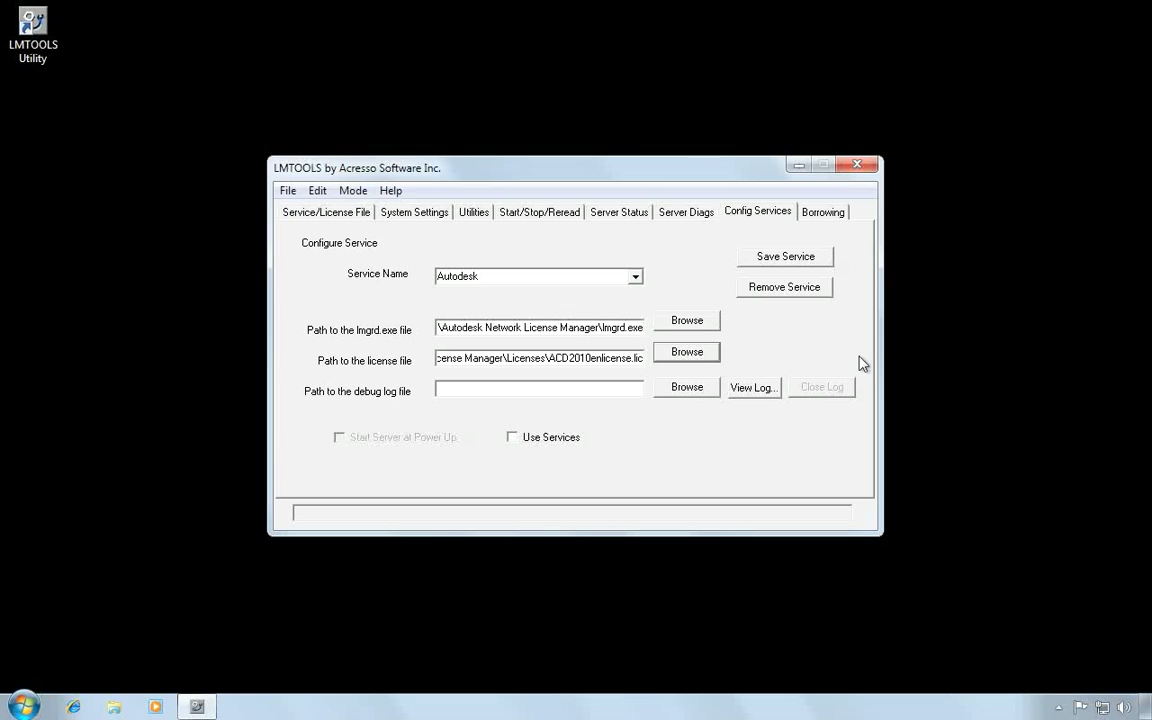 LMTOOLS
Utility
LMTOOLS by Acresso Software Inc.
File Edit Mode Help
Service/License File System Settings Utilities Start/Stop/Reread Server Status Server Diags Config Services Borrowing
Configure Service
Save Service
Service Name Autodesk
Remove Service
Path to the lmgrd.exe file \Autodesk Network License Manager\lmgrd.exe Browse
Path to the license file cense Manager\Licenses\ACD2010enlicense.lic Browse
Path to the debug log file Browse View Log... Close Log
Start Server at Power Up Use Services